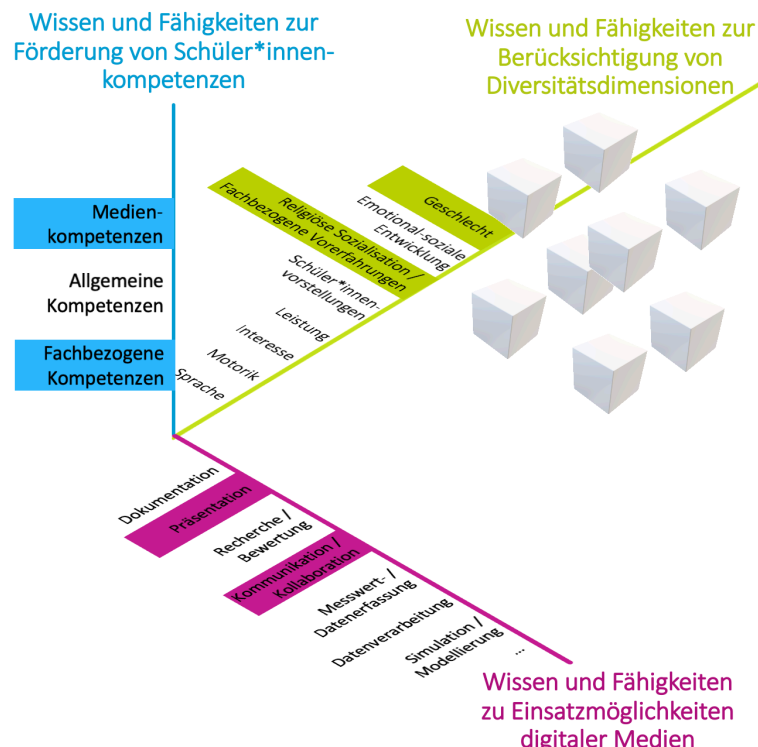 Wissen und Fähigkeiten zur
Förderung von Schüler*innen-
kompetenzen
Wissen und Fähigkeiten zur
Berücksichtigung von
Diversitätsdimensionen
Medien-
kompetenzen
Allgemeine
Kompetenzen
Fachbezogene
Kompetenzen
Geschlecht
Emotional-soziale
Entwicklung
Religiöse Sozialisation /
Fachbezogene Vorerfahrungen
Schüler*innen-
vorstellungen
Leistung
Interesse
Motorik
Sprache
Dokumentation
Präsentation
Recherche /
Bewertung
Kommunikation /
Kollaboration
Messwert- /
Datenerfassung
Datenverarbeitung
Simulation /
Modellierung
...
Wissen und Fähigkeiten
zu Einsatzmöglichkeiten
digitaler Medien